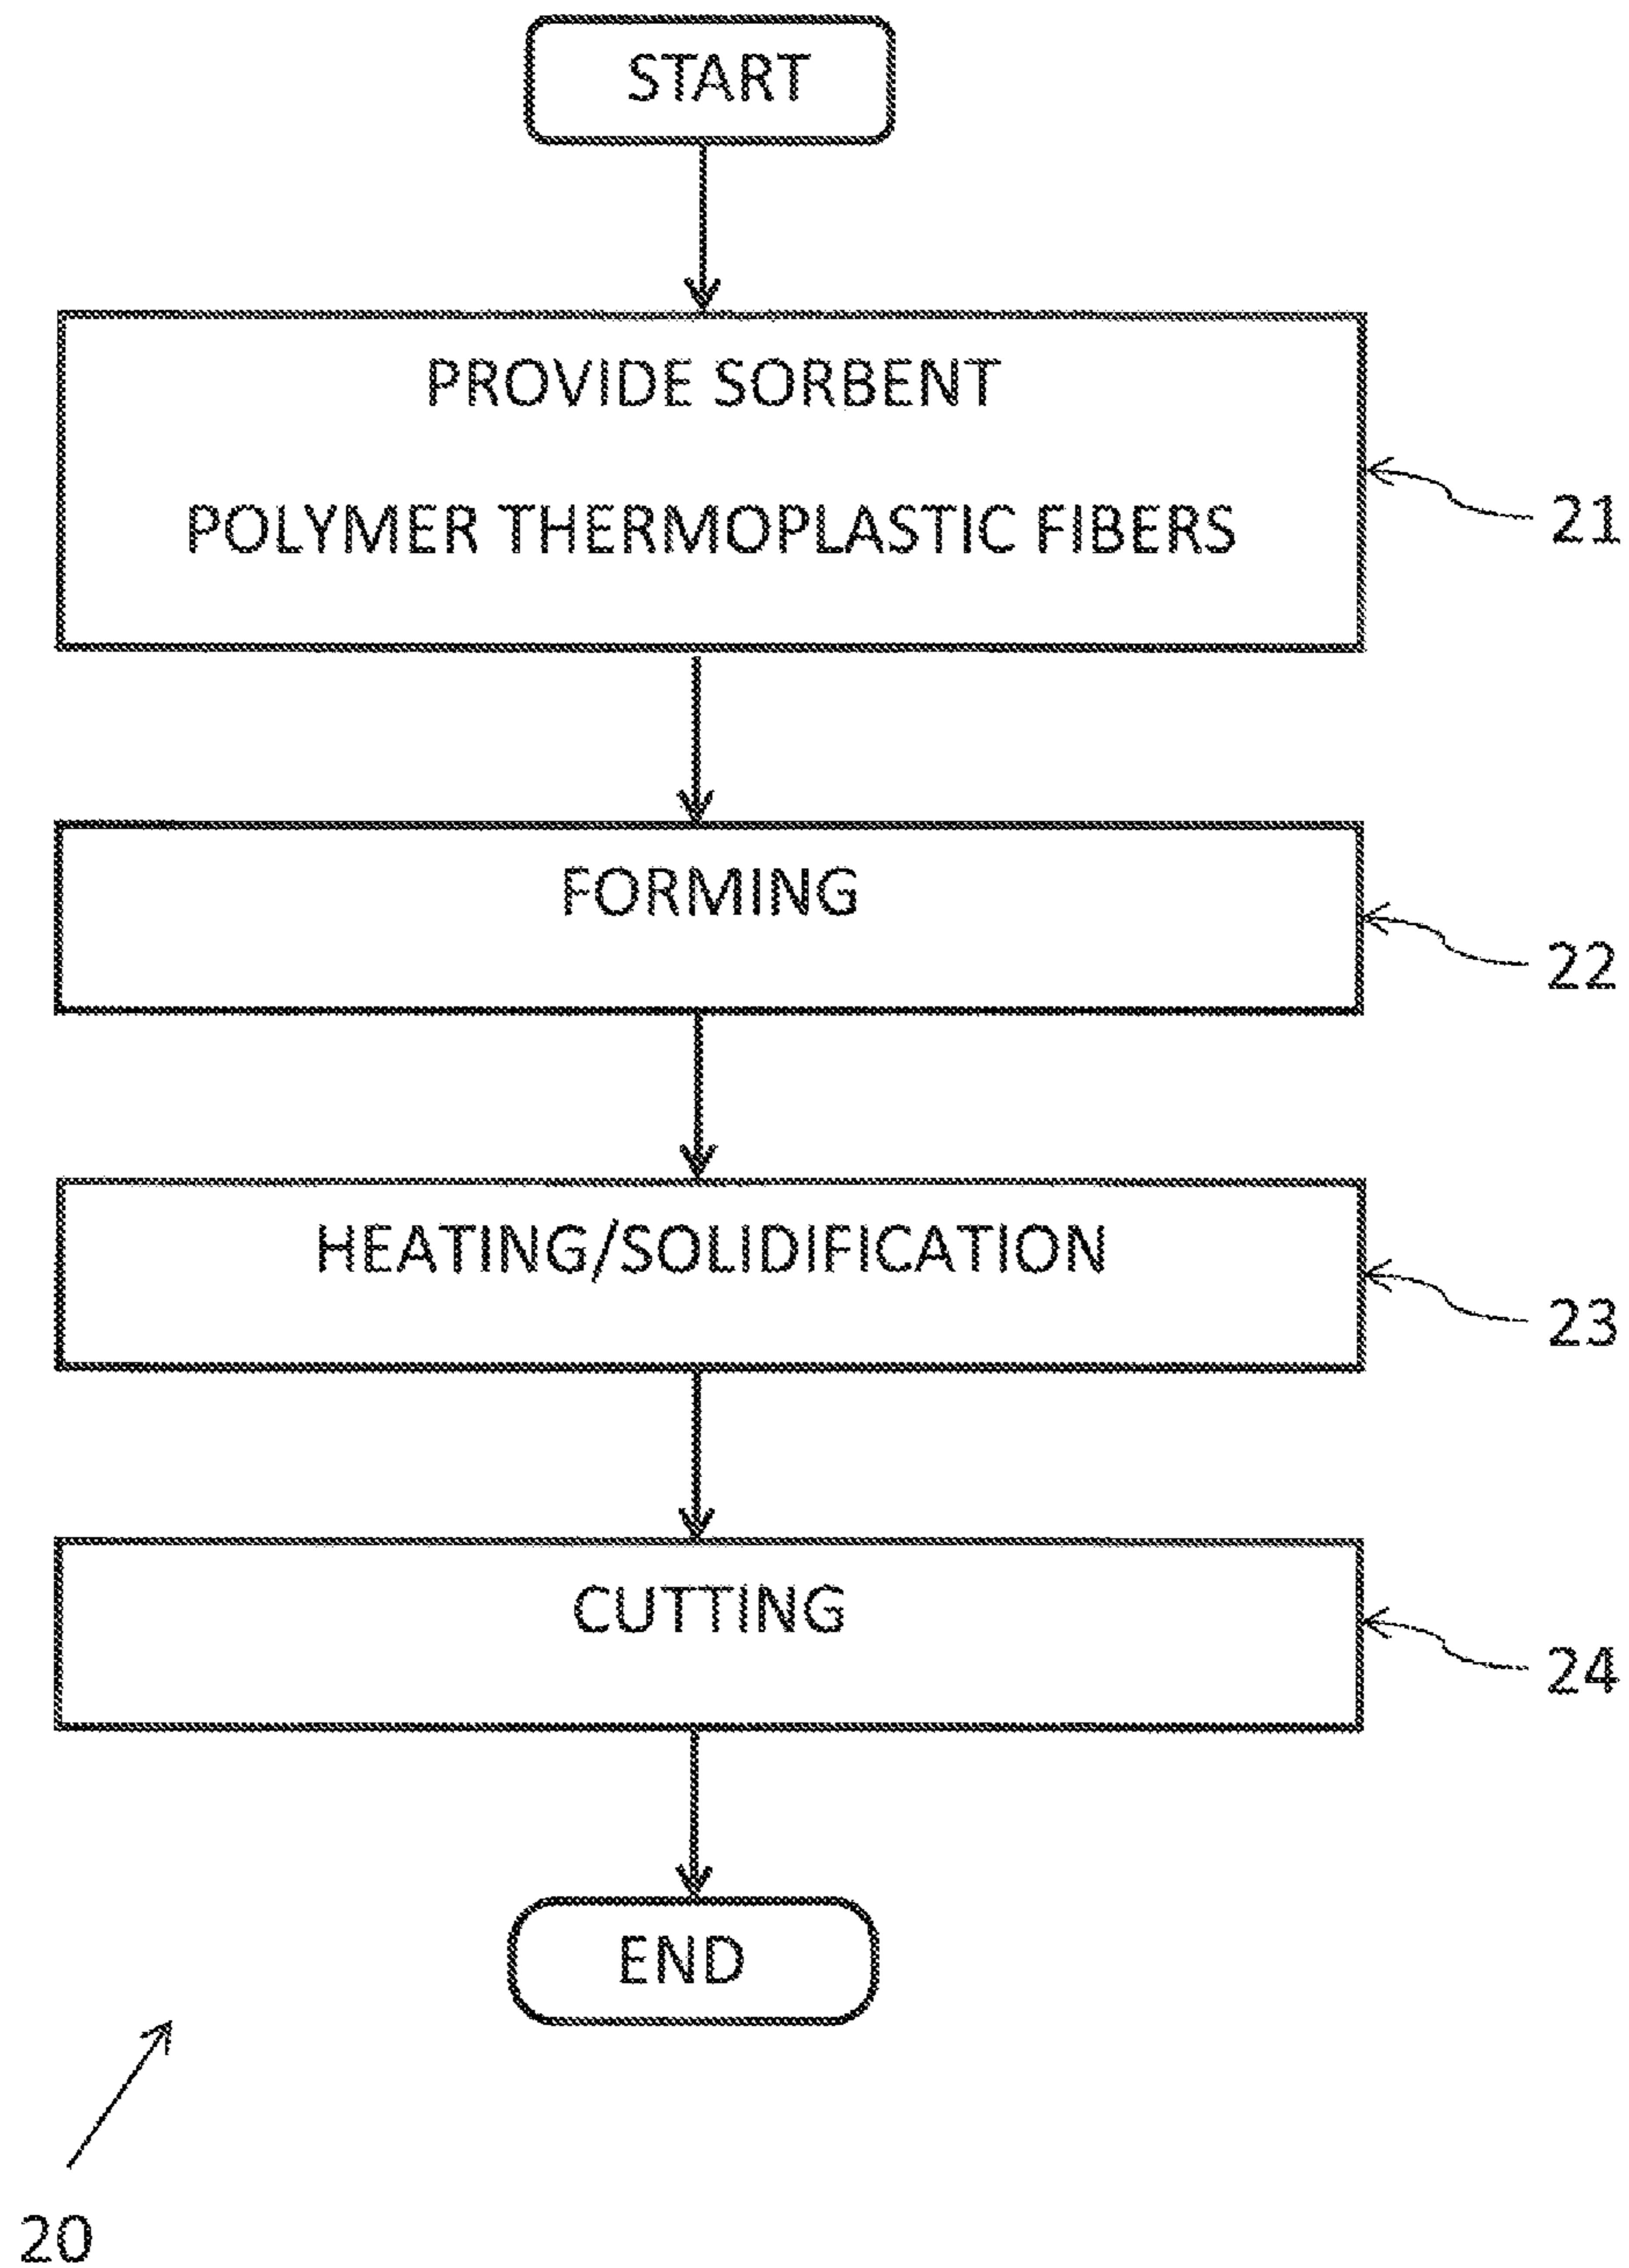 START
PROVIDE SORBENT
POLYMER THERMOPLASTIC FIBERS
21
FORMING
22
HEATING/SOLIDIFICATION
23
CUTTING
24
END
20